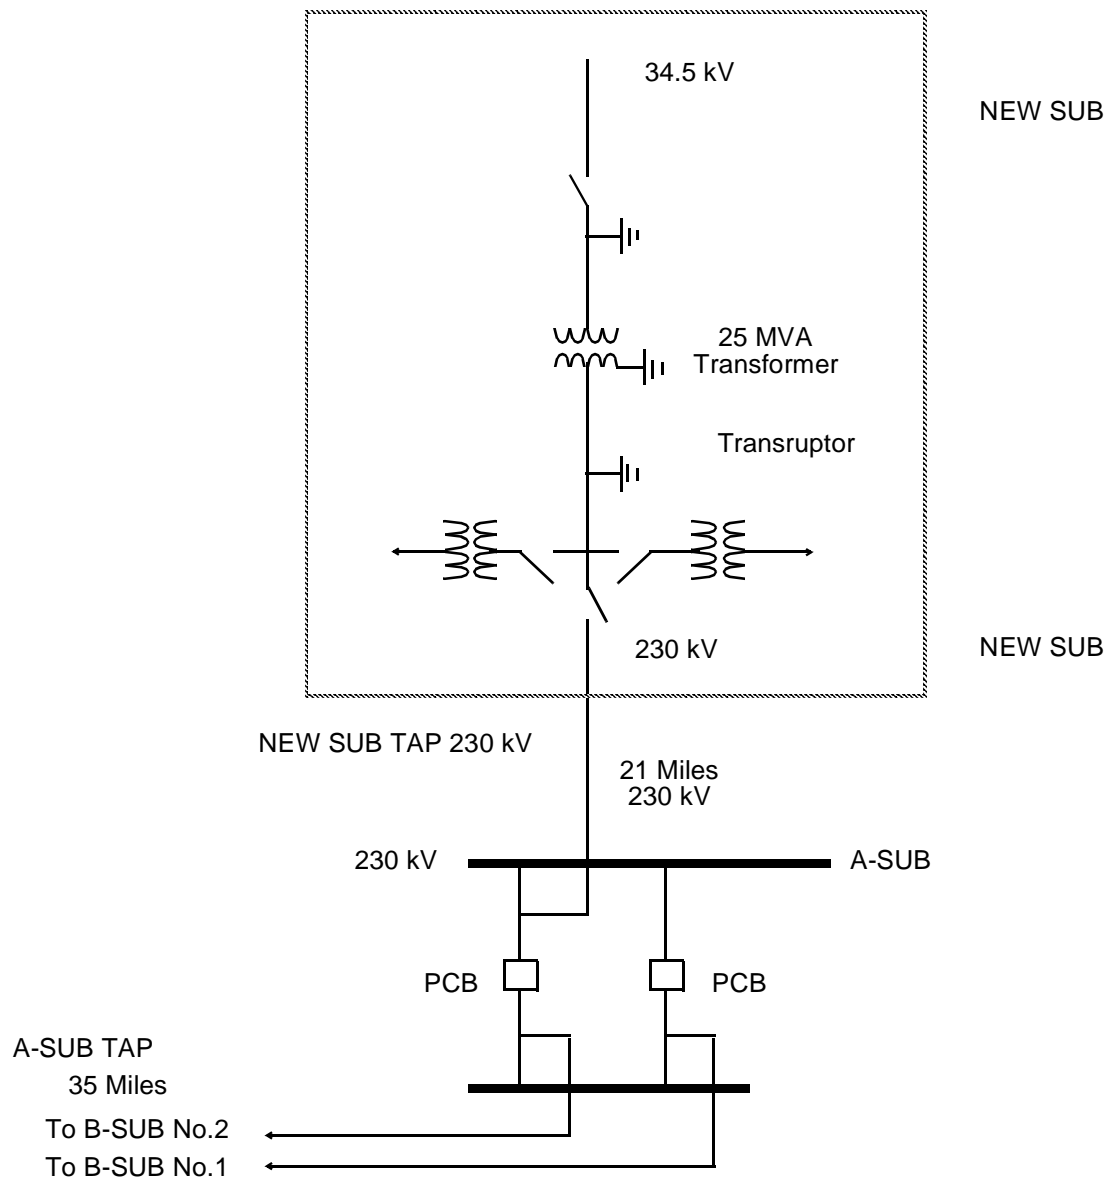 34.5 kV
NEW SUB
25 MVA
Transformer
Transruptor
230 kV
NEW SUB
NEW SUB TAP 230 kV
21 Miles
230 kV
230 kV
A-SUB
PCB
PCB
A-SUB TAP
35 Miles
To B-SUB No.2
To B-SUB No.1